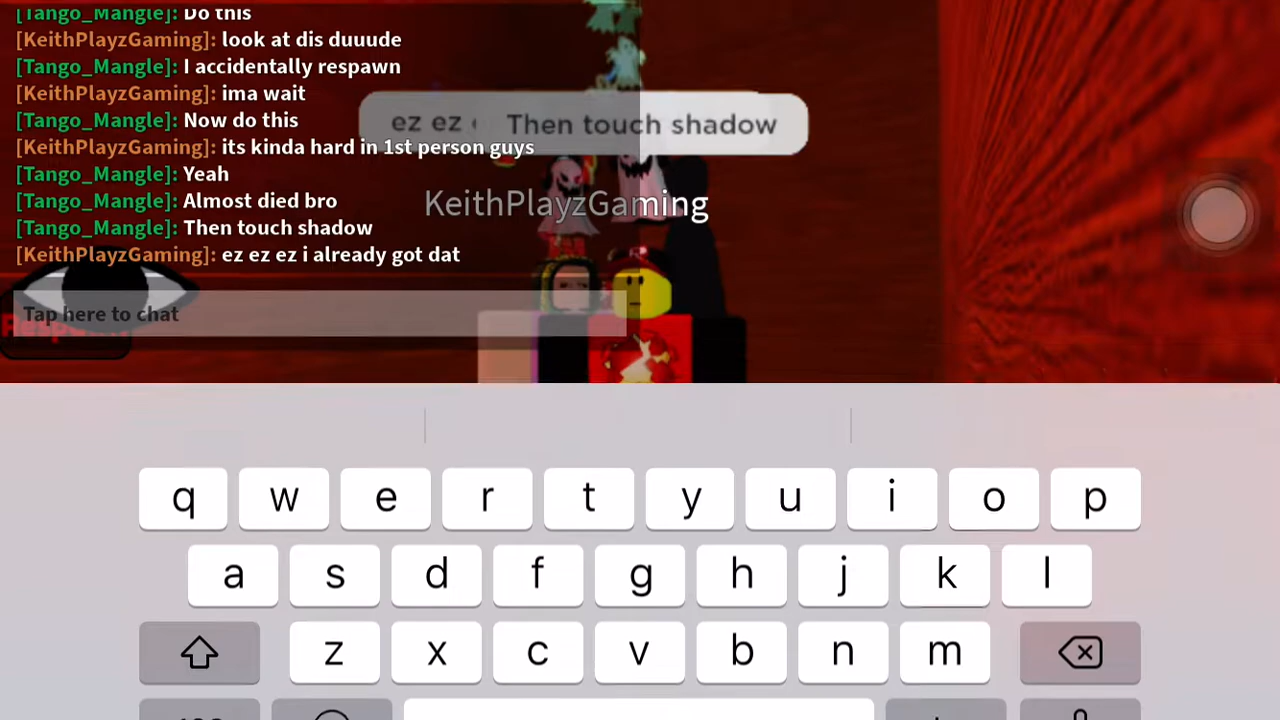 [Tango_Mangle]: Do this
[KeithPlayzGaming]: look at dis duuude
[Tango_Mangle]: I accidentally respawn
[KeithPlayzGaming]: ima wait
[Tango_Mangle]: Now do this
[KeithPlayzGaming]: its kinda hard in 1st person guys
[Tango_Mangle]: Yeah
[Tango_Mangle]: Almost died bro
[Tango_Mangle]: Then touch shadow
[KeithPlayzGaming]: ez ez ez i already got dat
ez ez
Then touch shadow
KeithPlayzGaming
Tap here to chat
q w e r t y u i o p
a s d f g h j k l
z x c v b n m